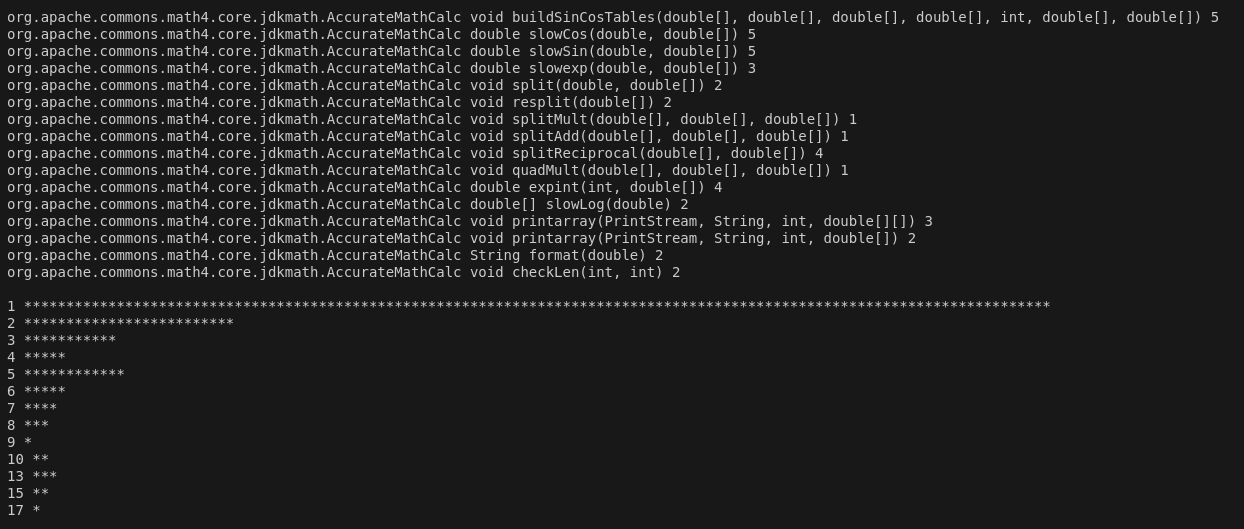 org.apache.commons.math4.core.jdkmath.AccurateMathCalc void buildSinCosTables(double[], double[], double[], double[], int, double[], double[]) 5
org.apache.commons.math4.core.jdkmath.AccurateMathCalc double slowCos(double, double[]) 5
org.apache.commons.math4.core.jdkmath.AccurateMathCalc double slowSin(double, double[]) 5
org.apache.commons.math4.core.jdkmath.AccurateMathCalc double slowexp(double, double[]) 3
org.apache.commons.math4.core.jdkmath.AccurateMathCalc void split(double, double[]) 2
org.apache.commons.math4.core.jdkmath.AccurateMathCalc void resplit(double[]) 2
org.apache.commons.math4.core.jdkmath.AccurateMathCalc void splitMult(double[], double[], double[]) 1
org.apache.commons.math4.core.jdkmath.AccurateMathCalc void splitAdd(double[], double[], double[]) 1
org.apache.commons.math4.core.jdkmath.AccurateMathCalc void splitReciprocal(double[], double[]) 4
org.apache.commons.math4.core.jdkmath.AccurateMathCalc void quadMult(double[], double[], double[]) 1
org.apache.commons.math4.core.jdkmath.AccurateMathCalc double expint(int, double[]) 4
org.apache.commons.math4.core.jdkmath.AccurateMathCalc double[] slowLog(double) 2
org.apache.commons.math4.core.jdkmath.AccurateMathCalc void printarray(PrintStream, String, int, double[][]) 3
org.apache.commons.math4.core.jdkmath.AccurateMathCalc void printarray(PrintStream, String, int, double[]) 2
org.apache.commons.math4.core.jdkmath.AccurateMathCalc String format(double) 2
org.apache.commons.math4.core.jdkmath.AccurateMathCalc void checkLen(int, int) 2
1 **************************************************************************************************************************
2 *************************
3 ***********
4 *****
5 ************
6 *****
7 ****
8 ***
9 *
10 **
13 ***
15 **
17 *